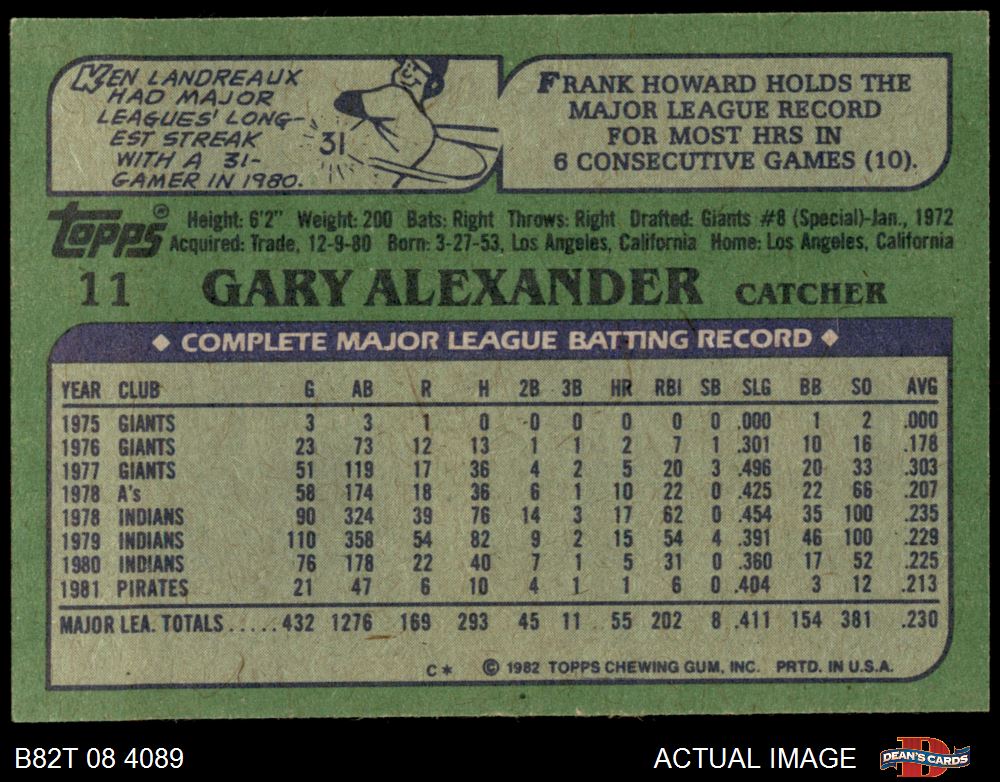 KEN LANDREAUX
HAD MAJOR
LEAGUES' LONG-
EST STREAK
WITH A 31-
GAMER IN 1980.
31
FRANK HOWARD HOLDS THE
MAJOR LEAGUE RECORD
FOR MOST HRS IN
6 CONSECUTIVE GAMES (10).
Topps®
Height: 6'2" Weight: 200 Bats: Right Throws: Right Drafted: Giants #8 (Special)-Jan., 1972
Acquired: Trade, 12-9-80 Born: 3-27-53, Los Angeles, California Home: Los Angeles, California
11 GARY ALEXANDER CATCHER
◆ COMPLETE MAJOR LEAGUE BATTING RECORD ◆
YEAR CLUB G AB R H 2B 3B HR RBI SB SLG BB SO AVG
1975 GIANTS 3 3 1 0 0 0 0 0 0 .000 1 2 .000
1976 GIANTS 23 73 12 13 1 1 2 7 1 .301 10 16 .178
1977 GIANTS 51 119 17 36 4 2 5 20 3 .496 20 33 .303
1978 A's 58 174 18 36 6 1 10 22 0 .425 22 66 .207
1978 INDIANS 90 324 39 76 14 3 17 62 0 .454 35 100 .235
1979 INDIANS 110 358 54 82 9 2 15 54 4 .391 46 100 .229
1980 INDIANS 76 178 22 40 7 1 5 31 0 .360 17 52 .225
1981 PIRATES 21 47 6 10 4 1 1 6 0 .404 3 12 .213
MAJOR LEA. TOTALS.....432 1276 169 293 45 11 55 202 8 .411 154 381 .230
C* © 1982 TOPPS CHEWING GUM, INC. PRTD. IN U.S.A.
B82T 08 4089
ACTUAL IMAGE
D
DEAN'S CARDS